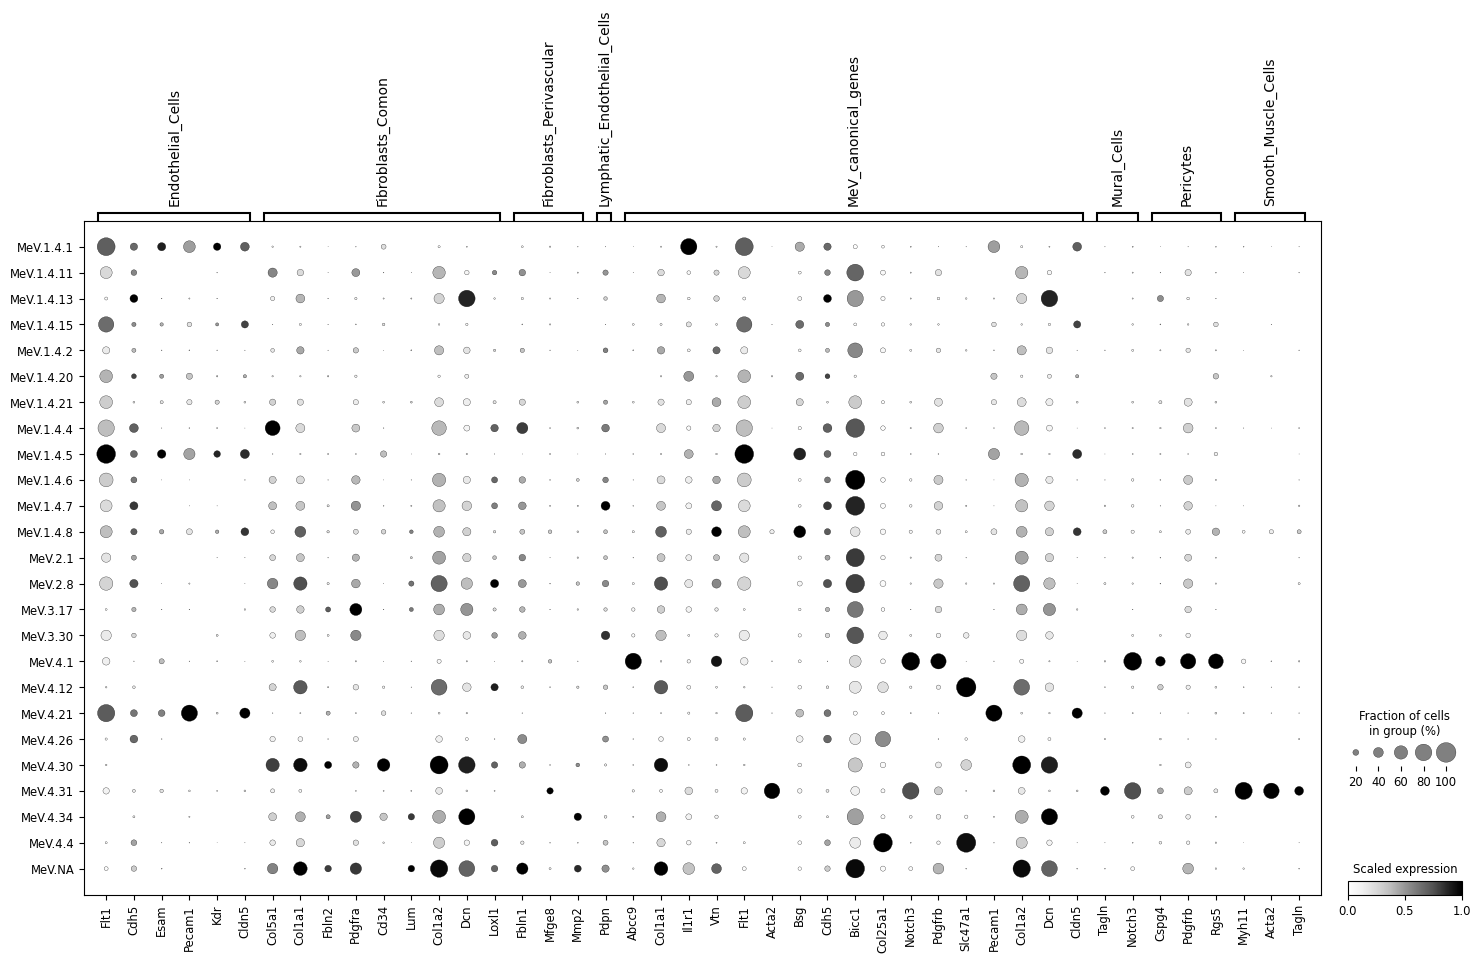 Endothelial_Cells
Fibroblasts_Comon
Fibroblasts_Perivascular
Lymphatic_Endothelial_Cells
MeV_canonical_genes
Mural_Cells
Pericytes
Smooth_Muscle_Cells
MeV.1.4.1
MeV.1.4.11
MeV.1.4.13
MeV.1.4.15
MeV.1.4.2
MeV.1.4.20
MeV.1.4.21
MeV.1.4.4
MeV.1.4.5
MeV.1.4.6
MeV.1.4.7
MeV.1.4.8
MeV.2.1
MeV.2.8
MeV.3.17
MeV.3.30
MeV.4.1
MeV.4.12
MeV.4.21
MeV.4.26
MeV.4.30
MeV.4.31
MeV.4.34
MeV.4.4
MeV.NA
Flt1
Cdh5
Esam
Pecam1
Kdr
Cldn5
Col5a1
Col1a1
Fbln2
Pdgfra
Cd34
Lum
Col1a2
Dcn
Loxl1
Fbln1
Mfge8
Mmp2
Pdpn
Abcc9
Col1a1
Il1r1
Vtn
Flt1
Acta2
Bsg
Cdh5
Bicc1
Col25a1
Notch3
Pdgfrb
Slc47a1
Pecam1
Col1a2
Dcn
Cldn5
Tagln
Notch3
Cspg4
Pdgfrb
Rgs5
Myh11
Acta2
Tagln
Fraction of cells
in group (%)
20 40 60 80 100
Scaled expression
0.0 0.5 1.0